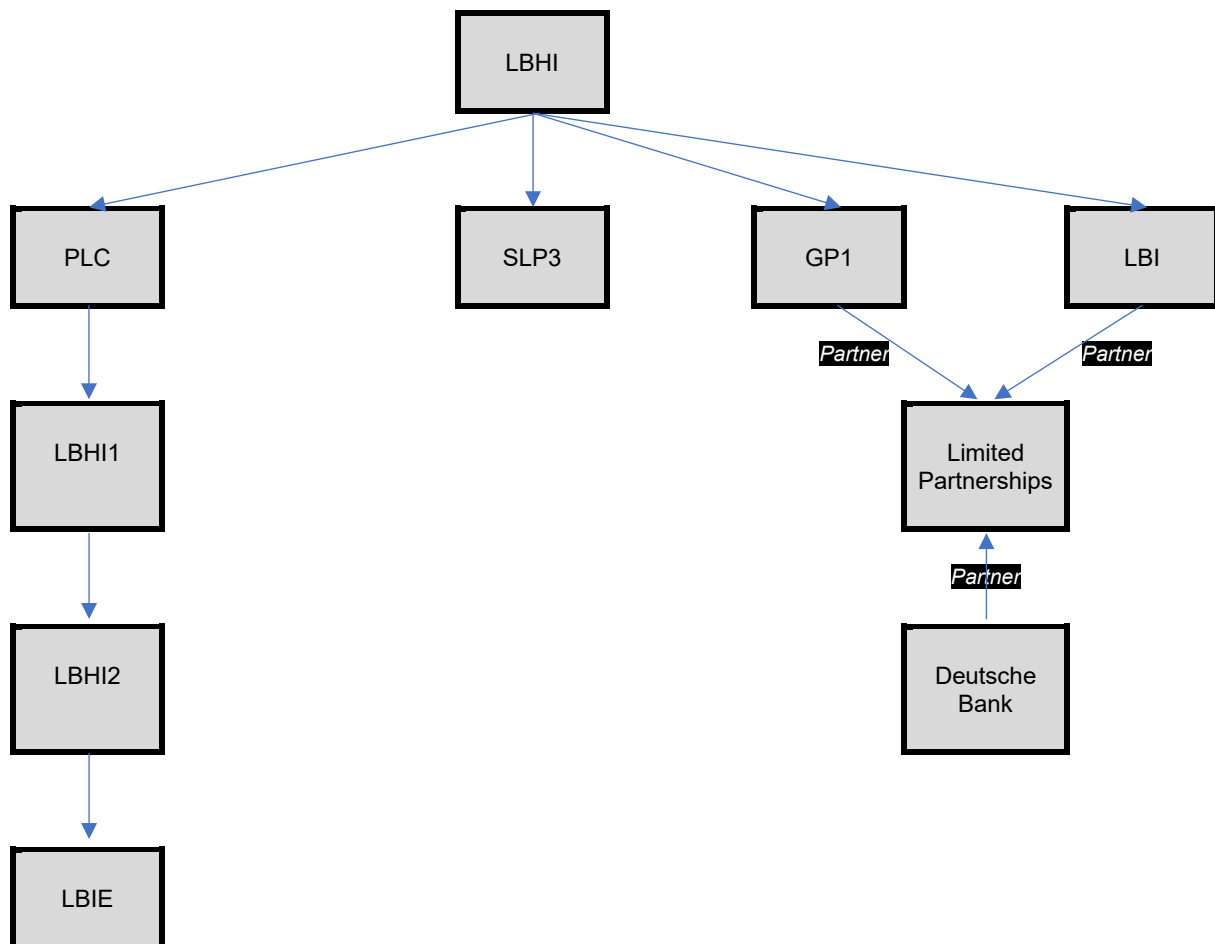 LBHI
PLC
SLP3
GP1
LBI
Partner
Partner
LBHI1
Limited
Partnerships
Partner
LBHI2
Deutsche
Bank
LBIE